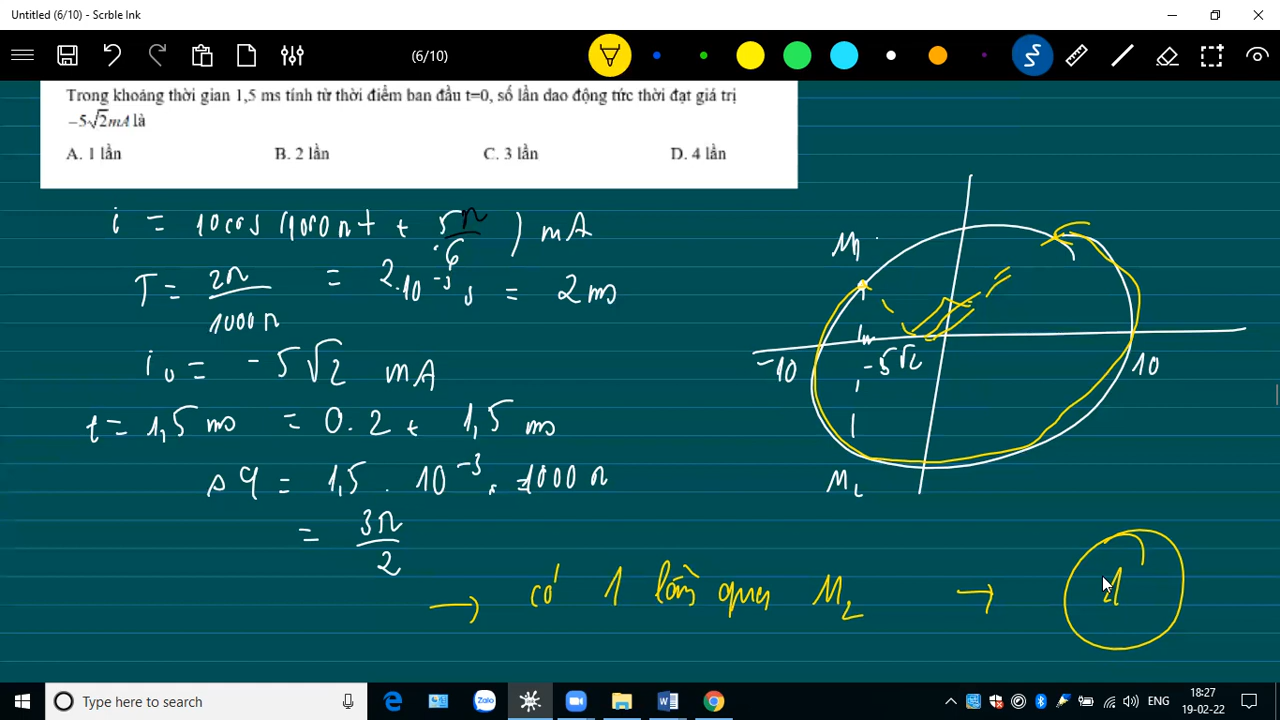 Untitled (6/10) - Scrble Ink
(6/10)
Trong khoảng thời gian 1,5 ms tính từ thời điểm ban đầu t=0, số lần dao động tức thời đạt giá trị
−5√2mA là
A. 1 lần B. 2 lần C. 3 lần D. 4 lần
i = 10cos (1000πt + 5π/6) mA
T = 2π/1000π = 2.10⁻³ s = 2ms
i₀ = -5√2 mA
t = 1,5 ms = 0.2 + 1,5 ms
Δφ = 1,5 . 10⁻³ . 1000π
= 3π/2
→ có 1 lần qua M₂ → 1
M₁
-10 -5√2 10
M₂
Type here to search
Zalo
ENG
18:27
19-02-22